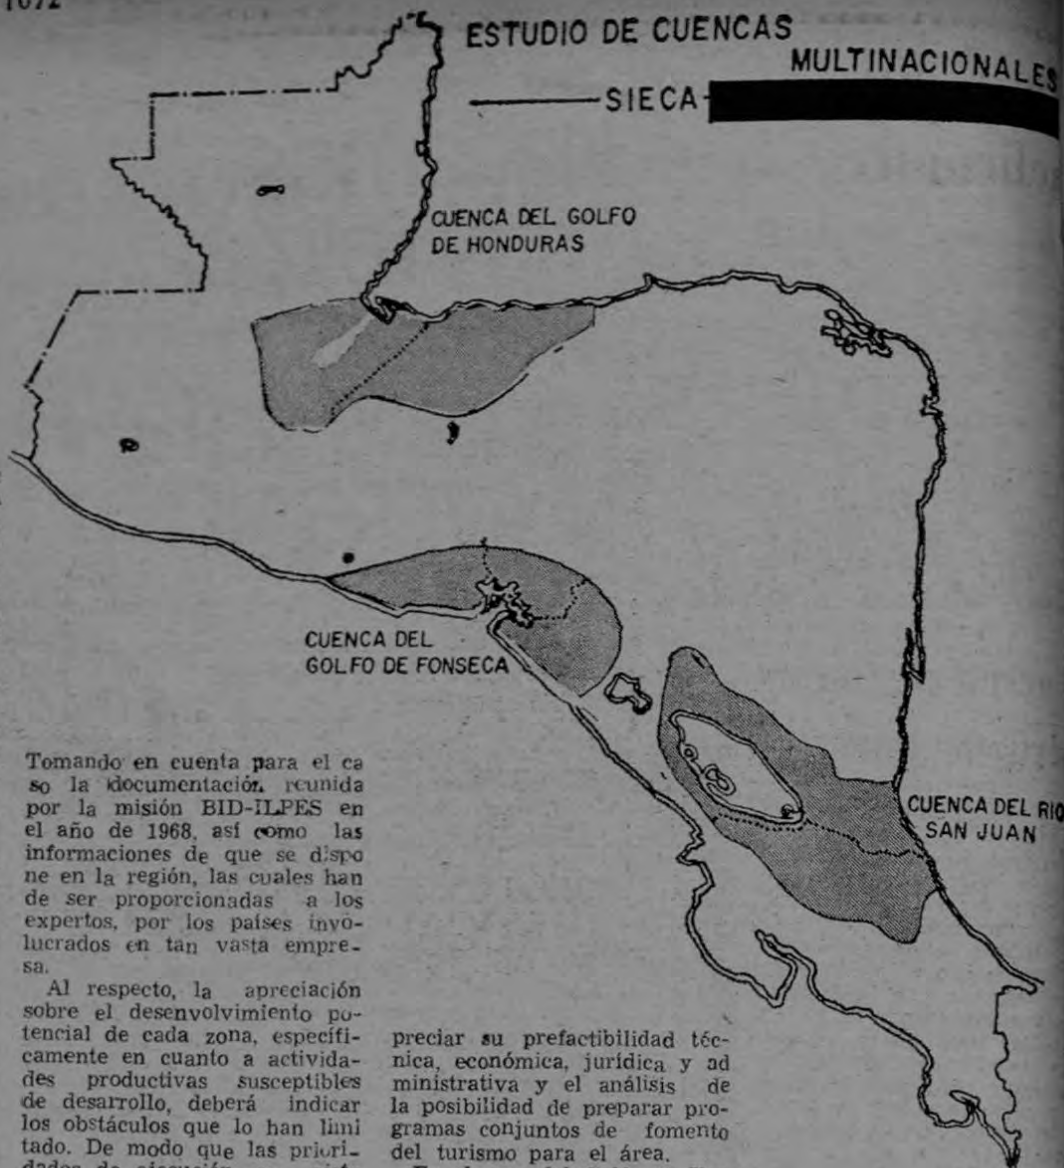 1672
ESTUDIO DE CUENCAS
MULTINACIONALES
SIECA
CUENCA DEL GOLFO
DE HONDURAS
CUENCA DEL
GOLFO DE FONSECA
CUENCA DEL RIO
SAN JUAN
Tomando en cuenta para el ca
so la documentación reunida
por la misión BID-ILPES en
el año de 1968, así como las
informaciones de que se dispo
ne en la región, las cuales han
de ser proporcionadas a los
expertos, por los países invo-
lucrados en tan vasta empre-
sa.
Al respecto, la apreciación
sobre el desenvolvimiento po-
tencial de cada zona, específi-
camente en cuanto a activida-
des productivas susceptibles
de desarrollo, deberá indicar
los obstáculos que lo han limi
tado. De modo que las priori-
dades de ejecución
preciar su prefactibilidad téc-
nica, económica, jurídica y ad
ministrativa y el análisis de
la posibilidad de preparar pro-
gramas conjuntos de fomento
del turismo para el área.